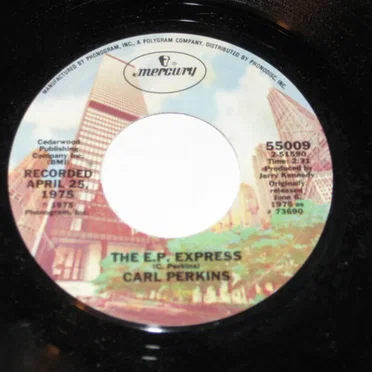 MANUFACTURED BY PHONOGRAM, INC., A POLYGRAM COMPANY, DISTRIBUTED BY PHONODISC, INC.
mercury
Cedarwood
Publishing
Company Inc.
(BMI)
RECORDED
APRIL 25,
1975
1975
Phonogram, Inc.
55009
2-51590
Time: 2:31
Produced by
Jerry Kennedy
Originally
released
June 6,
1975 as
# 73690
THE E.P. EXPRESS
(C. Perkins)
CARL PERKINS